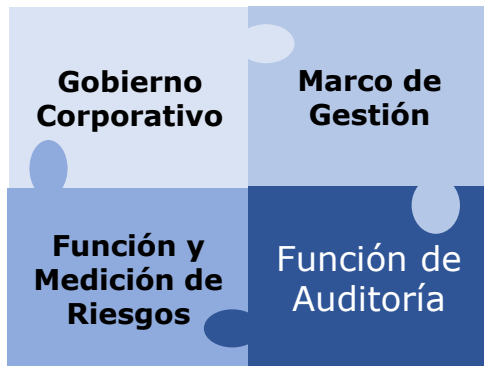 Gobierno
Corporativo
Marco de
Gestión
Función y
Medición de
Riesgos
Función de
Auditoría